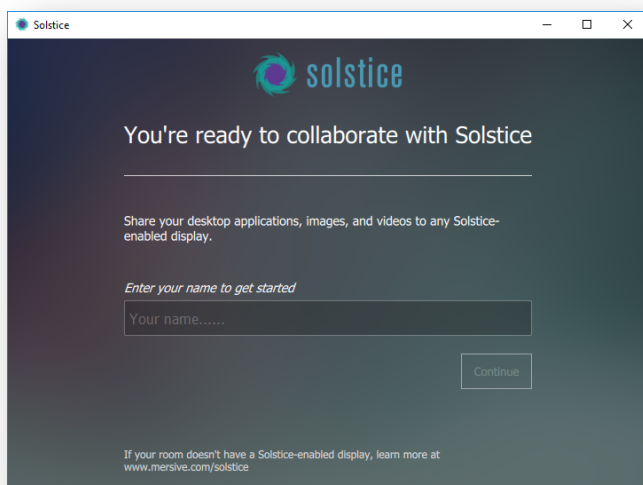 Solstice
solstice
You're ready to collaborate with Solstice
Share your desktop applications, images, and videos to any Solstice-
enabled display.
Enter your name to get started
Your name......
Continue
If your room doesn't have a Solstice-enabled display, learn more at
www.mersive.com/solstice